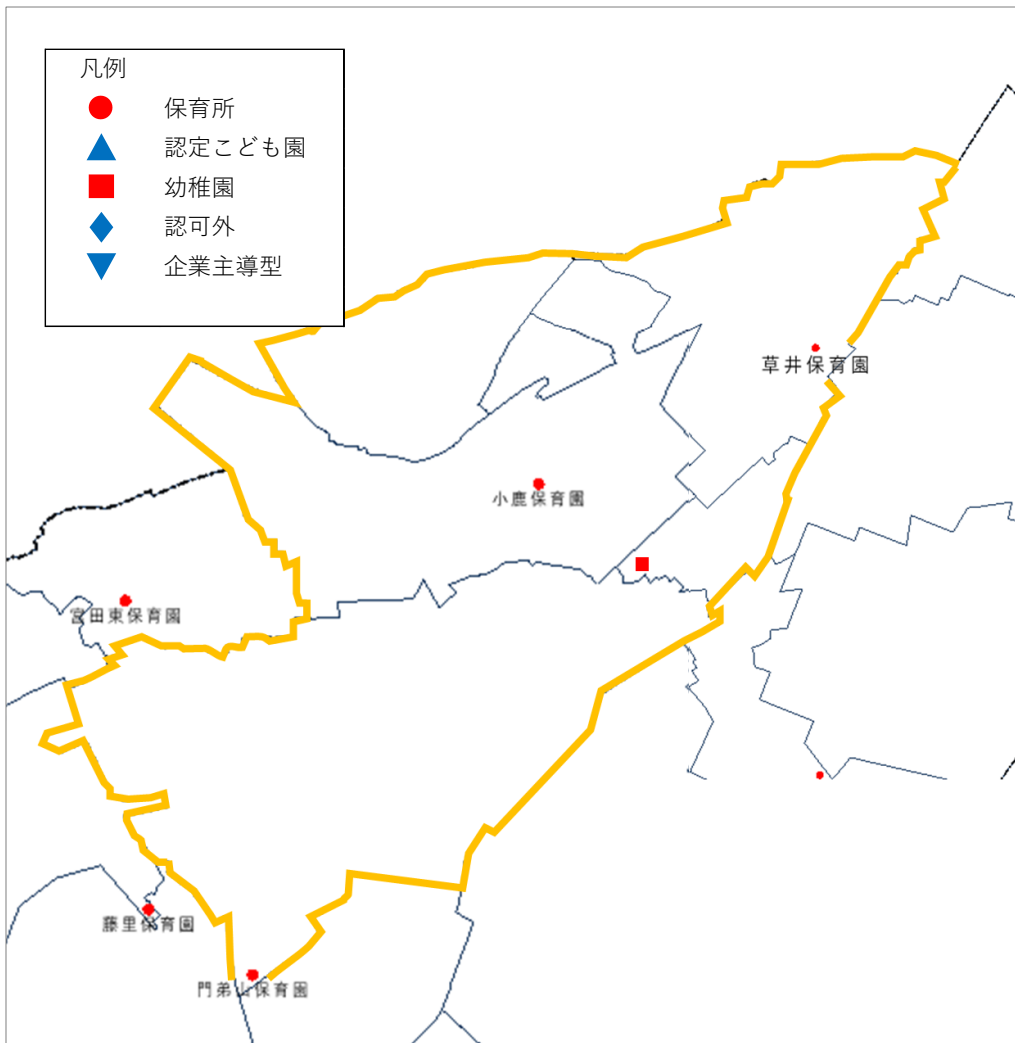 凡例
保育所
認定こども園
幼稚園
認可外
企業主導型
草井保育園
小鹿保育園
宮田東保育園
藤里保育園
門弟山保育園